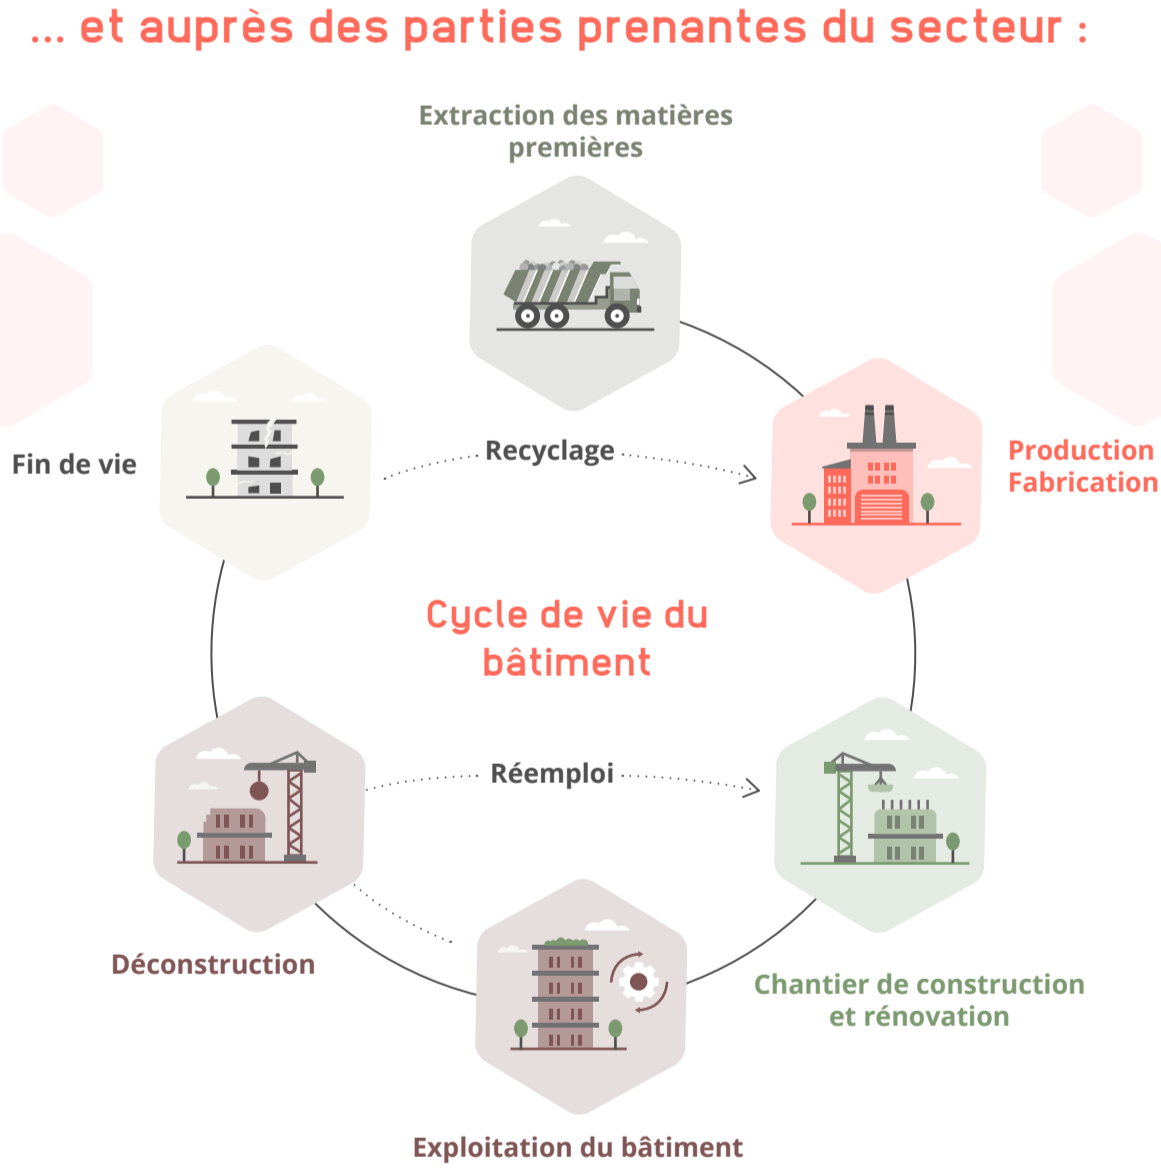 ... et auprès des parties prenantes du secteur :
Extraction des matières
premières
Fin de vie
Recyclage
Production
Fabrication
Cycle de vie du
bâtiment
Réemploi
Déconstruction
Chantier de construction
et rénovation
Exploitation du bâtiment